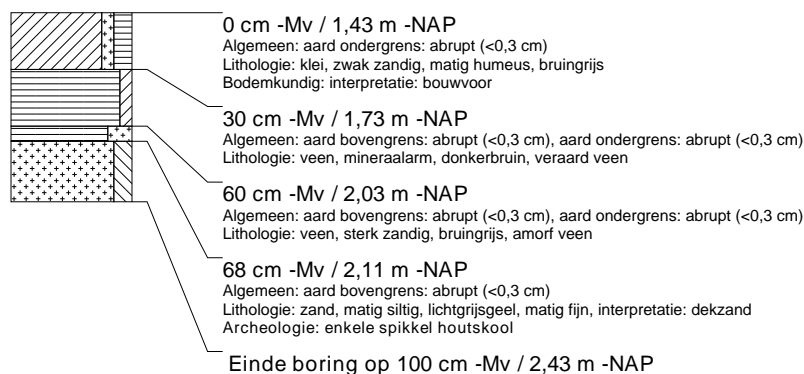 0 cm -Mv / 1,43 m -NAP
Algemeen: aard ondergrens: abrupt (<0,3 cm)
Lithologie: klei, zwak zandig, matig humeus, bruingrijs
Bodemkundig: interpretatie: bouwvoor
30 cm -Mv / 1,73 m -NAP
Algemeen: aard bovengrens: abrupt (<0,3 cm), aard ondergrens: abrupt (<0,3 cm)
Lithologie: veen, mineraalarm, donkerbruin, veraard veen
60 cm -Mv / 2,03 m -NAP
Algemeen: aard bovengrens: abrupt (<0,3 cm), aard ondergrens: abrupt (<0,3 cm)
Lithologie: veen, sterk zandig, bruingrijs, amorf veen
68 cm -Mv / 2,11 m -NAP
Algemeen: aard bovengrens: abrupt (<0,3 cm)
Lithologie: zand, matig siltig, lichtgrijsgeel, matig fijn, interpretatie: dekzand
Archeologie: enkele spikkel houtskool
Einde boring op 100 cm -Mv / 2,43 m -NAP